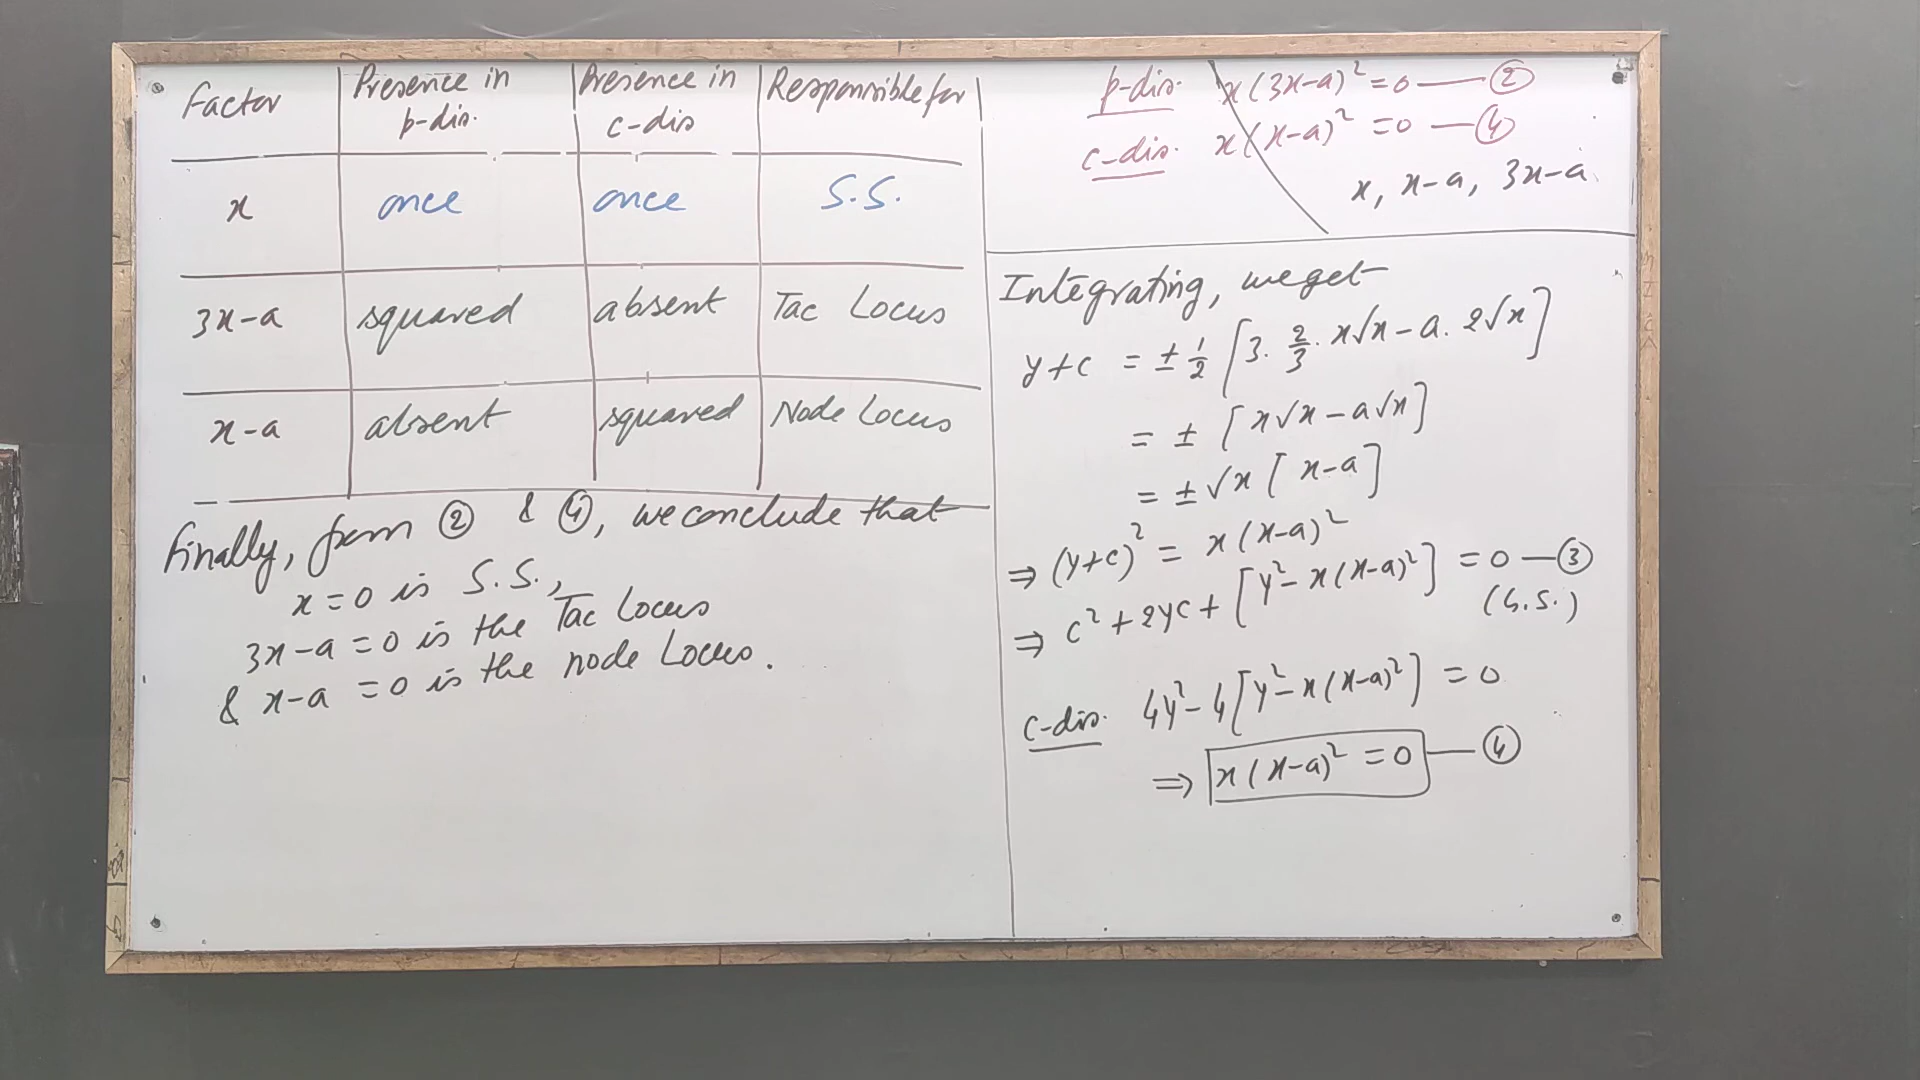 Factor | Presence in p-dis. | Presence in c-dis | Responsible for
x | once | once | S.S.
3x-a | squared | absent | Tac Locus
x-a | absent | squared | Node Locus
Finally, from ② & ④, we conclude that
x=0 is S.S.,
3x-a=0 is the Tac Locus
& x-a=0 is the node Locus.
p-dis. x(3x-a)²=0 — ②
c-dis. x(x-a)²=0 — ④
x, x-a, 3x-a
Integrating, we get
y+c = ± 1/2 [3. 2/3. x√x - a. 2√x]
= ± [x√x - a√x]
= ±√x [x-a]
⇒ (y+c)² = x(x-a)²
⇒ c²+2yc+[y²-x(x-a)²]=0 — ③
(G.S.)
c-dis. 4y²-4[y²-x(x-a)²]=0
⇒ x(x-a)²=0 — ④